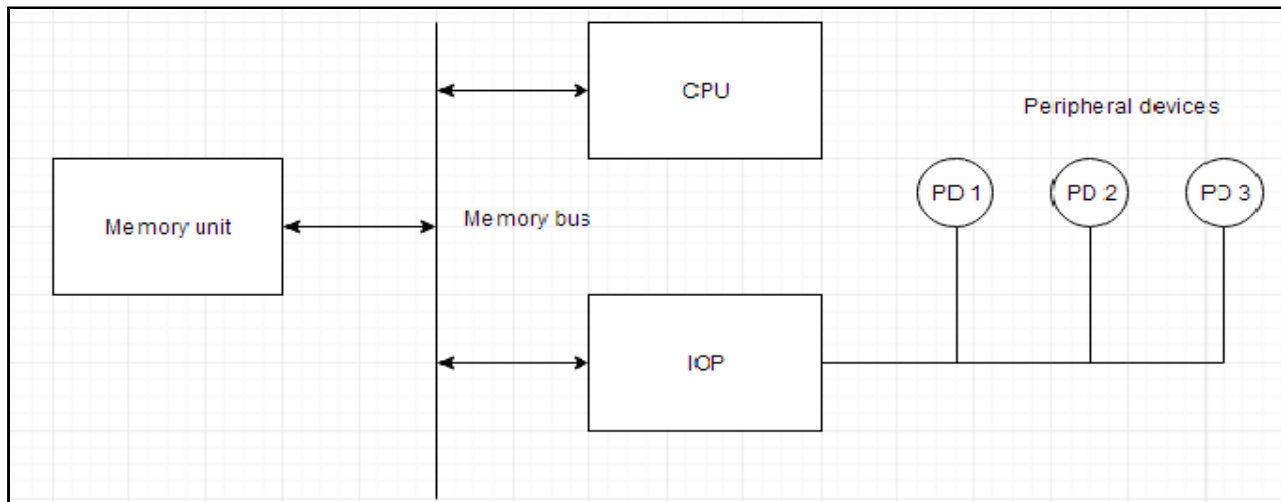 CPU
Peripheral devices
PD 1
PD 2
PD 3
Memory unit
Memory bus
IOP